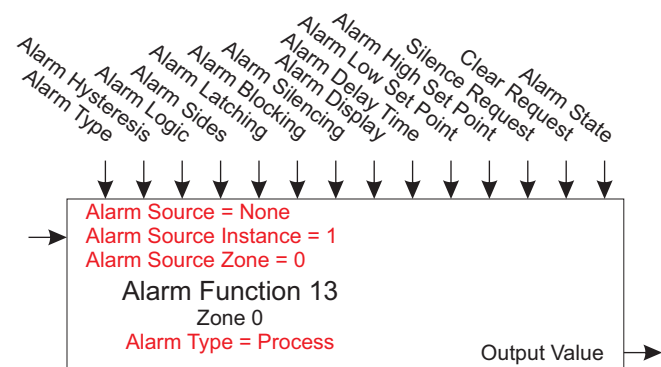 Alarm Type
Alarm Hysteresis
Alarm Logic
Alarm Sides
Alarm Latching
Alarm Blocking
Alarm Silencing
Alarm Display
Alarm Delay Time
Alarm Low Set Point
Alarm High Set Point
Silence Request
Clear Request
Alarm State
Alarm Source = None
Alarm Source Instance = 1
Alarm Source Zone = 0
Alarm Function 13
Zone 0
Alarm Type = Process
Output Value